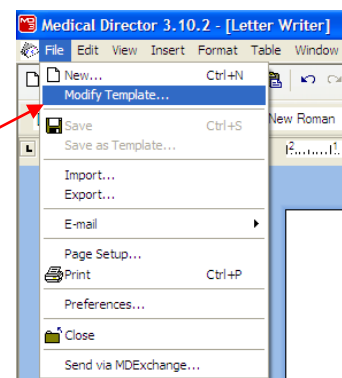 Medical Director 3.10.2 - [Letter Writer]
File Edit View Insert Format Table Window
New... Ctrl+N
Modify Template...
New Roman
Save Ctrl+S
Save as Template...
Import...
Export...
E-mail
Page Setup...
Print Ctrl+P
Preferences...
Close
Send via MDExchange...